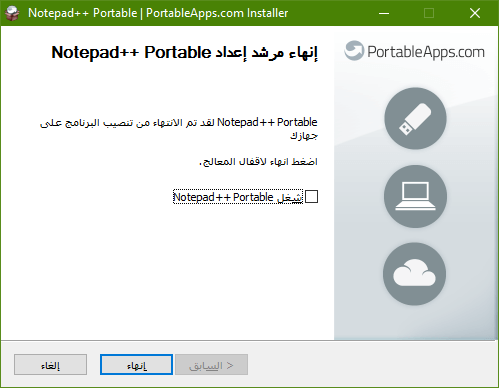 Notepad++ Portable | PortableApps.com Installer
إنهاء مرشد إعداد Notepad++ Portable
PortableApps.com
لقد تم الانتهاء من تنصيب البرنامج على Notepad++ Portable
جهازك
اضغط انهاء لاقفال المعالج.
شغل Notepad++ Portable
< السابق
إنهاء
إلغاء